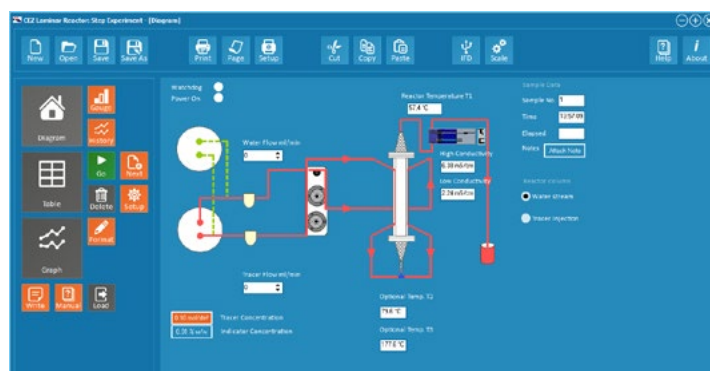 CEZ Laminar Reactor: Step Experiment - [Diagram]
New Open Save Save As Print Page Setup Cut Copy Paste IFD Scale Help About
Diagram
Gauge
History
Table
Go
Next
Delete
Setup
Graph
Format
Write
Manual
Load
Watchdog
Power On
Water Flow ml/min
0
Tracer Flow ml/min
0
Tracer Concentration
Indicator Concentration
Reactor Temperature T1
High Conductivity
Low Conductivity
Optional Temp. T2
Optional Temp. T3
Sample Data
Sample No. 1
Time
Elapsed
Notes Attach Note
Reactor Column
Water stream
Tracer Injection